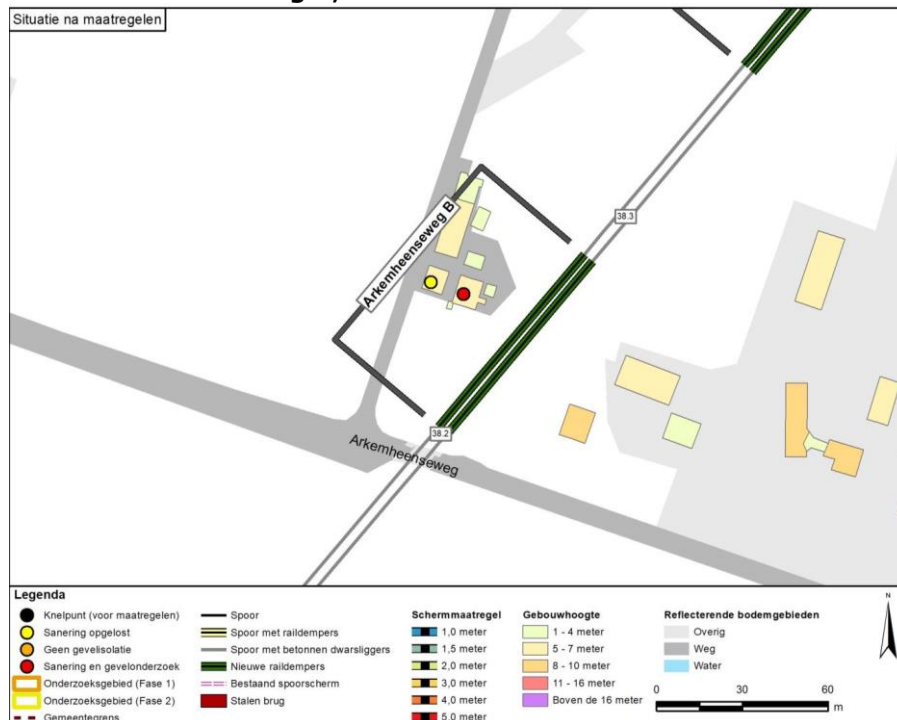 Situatie na maatregelen
Arkemheenseweg B
38.3
38.2
Arkemheenseweg
Legenda
Knelpunt (voor maatregelen)
Sanering opgelost
Geen gevelisolatie
Sanering en gevelonderzoek
Onderzoeksgebied (Fase 1)
Onderzoeksgebied (Fase 2)
Gemeentegrens
Spoor
Spoor met raildempers
Spoor met betonnen dwarsliggers
Nieuwe raildempers
Bestaand spoorscherm
Stalen brug
Schermmaatregel
1,0 meter
1,5 meter
2,0 meter
3,0 meter
4,0 meter
5,0 meter
Gebouwhoogte
1 - 4 meter
5 - 7 meter
8 - 10 meter
11 - 16 meter
Boven de 16 meter
Reflecterende bodemgebieden
Overig
Weg
Water
N
0 30 60
m